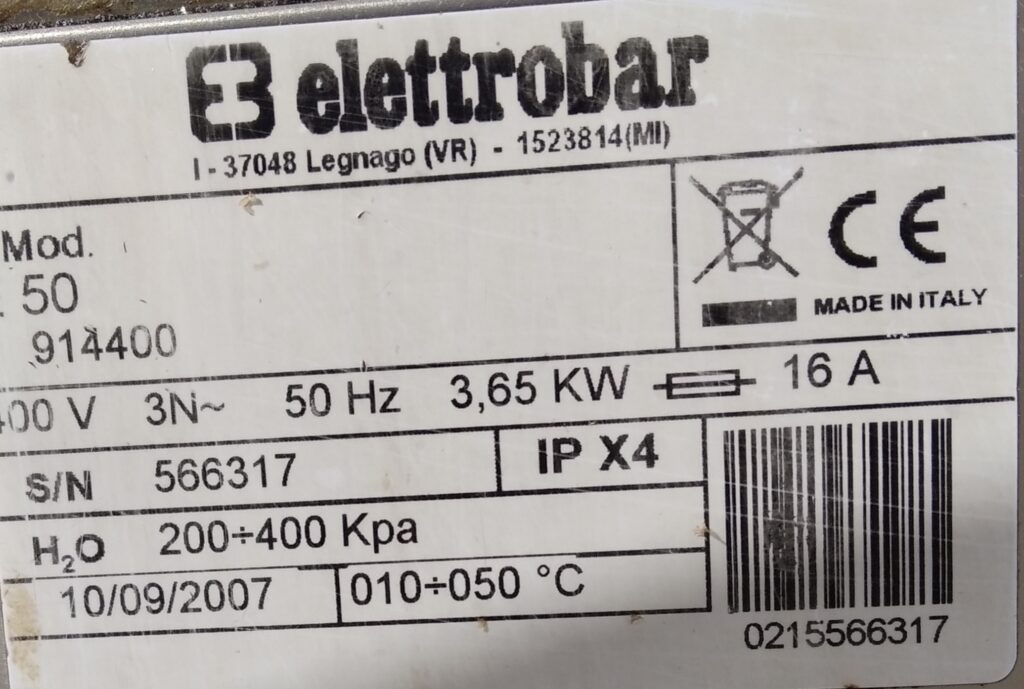 elettrobar
I - 37048 Legnago (VR) - 1523814(MI)
Mod.
50
914400
MADE IN ITALY
400 V 3N~ 50 Hz 3,65 KW 16 A
S/N 566317 IP X4
H₂O 200÷400 Kpa
10/09/2007 010÷050 °C
0215566317